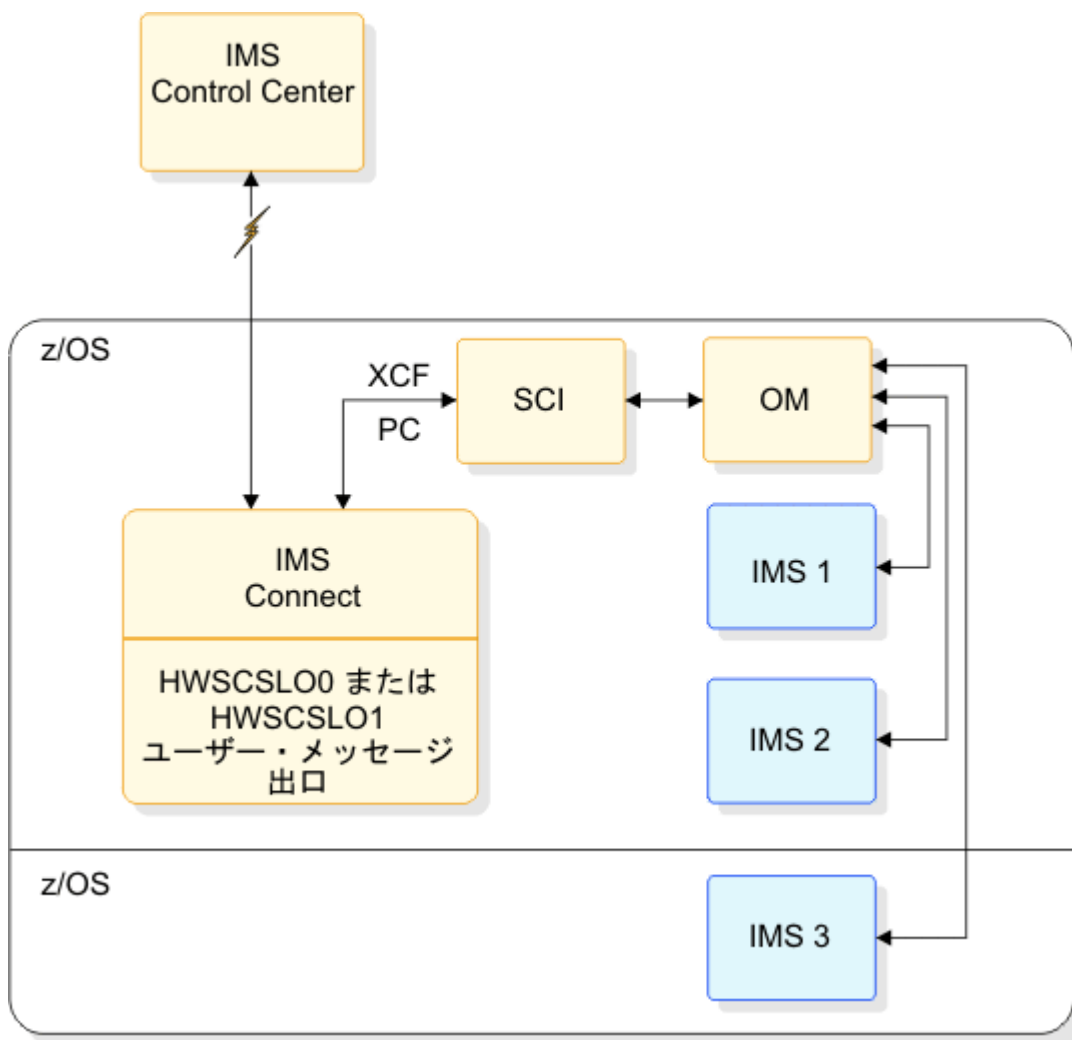 IMS
Control Center
z/OS
XCF
PC
SCI
OM
IMS
Connect
HWSCSLO0 または
HWSCSLO1
ユーザー・メッセージ
出口
IMS 1
IMS 2
z/OS
IMS 3